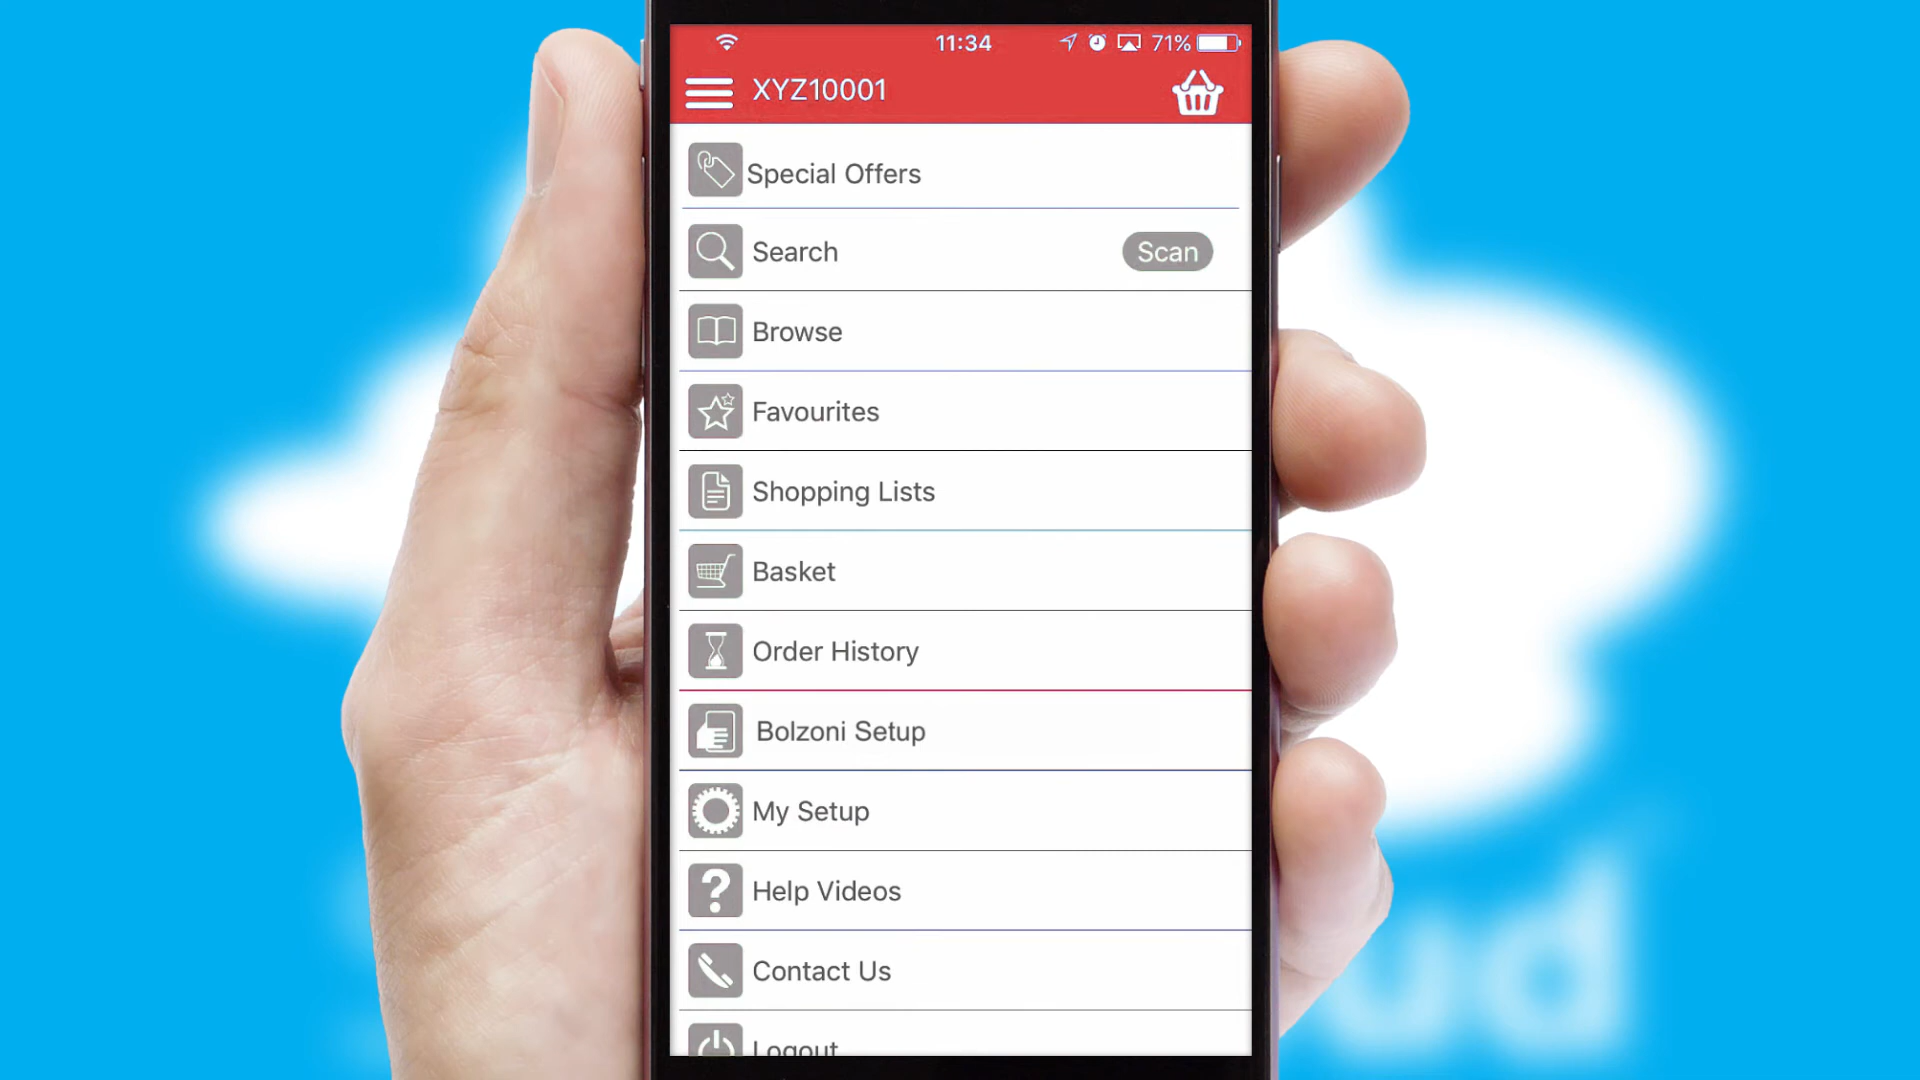 11:34 71%
XYZ10001
Special Offers
Search Scan
Browse
Favourites
Shopping Lists
Basket
Order History
Bolzoni Setup
My Setup
Help Videos
Contact Us
Logout
ud